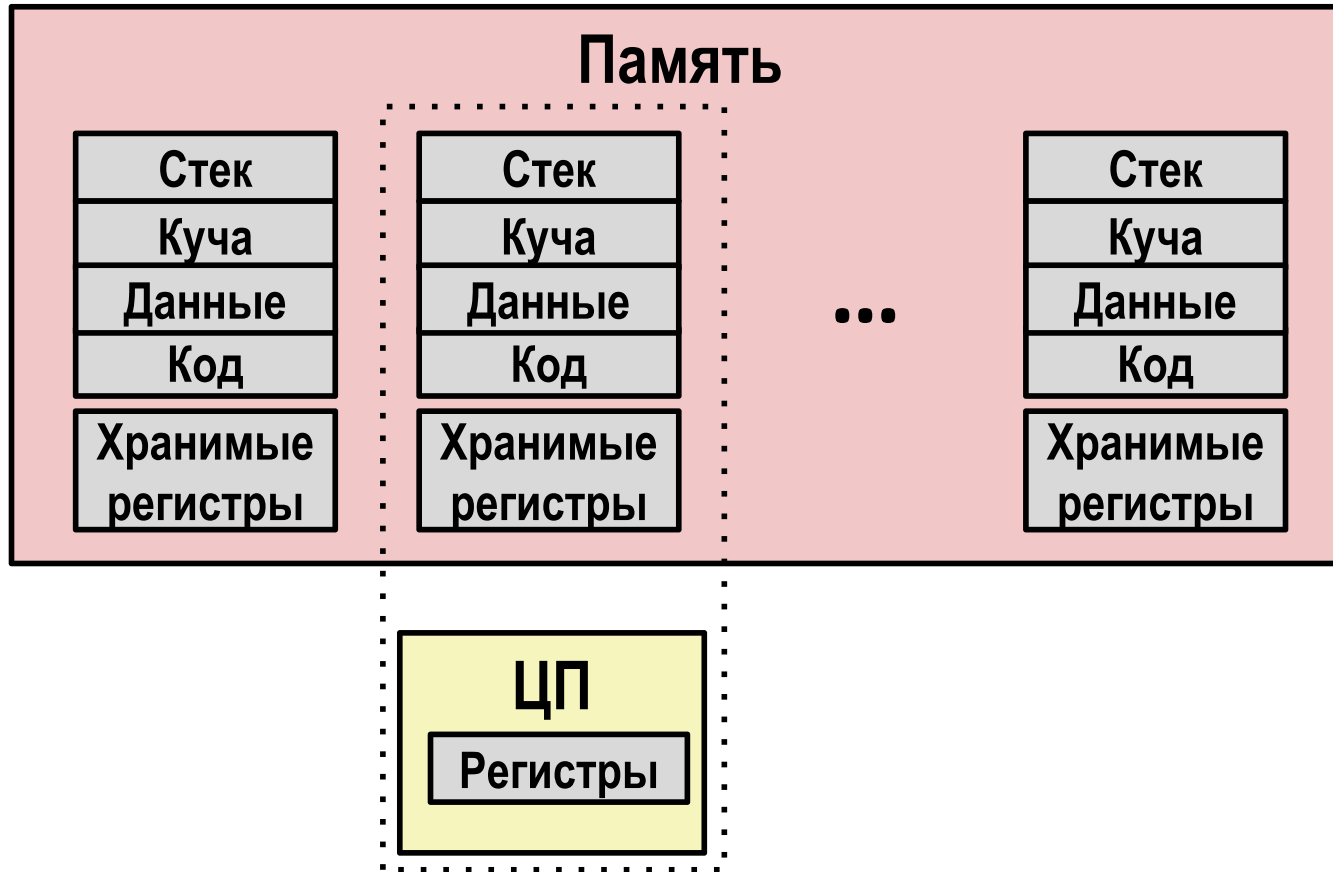 Память
Стек
Куча
Данные
Код
Хранимые
регистры
Стек
Куча
Данные
Код
Хранимые
регистры
...
Стек
Куча
Данные
Код
Хранимые
регистры
ЦП
Регистры